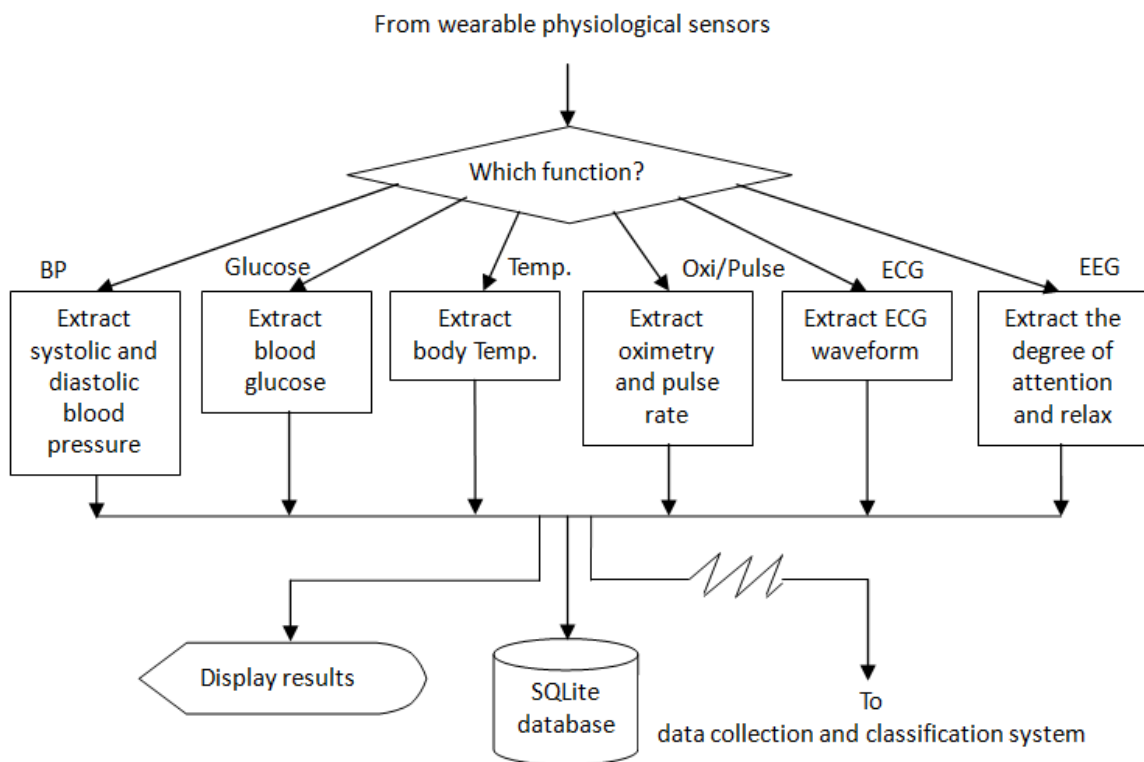 From wearable physiological sensors
Which function?
BP
Glucose
Temp.
Oxi/Pulse
ECG
EEG
Extract
systolic and
diastolic
blood
pressure
Extract
blood
glucose
Extract
body Temp.
Extract
oximetry
and pulse
rate
Extract ECG
waveform
Extract the
degree of
attention
and relax
Display results
SQLite
database
To
data collection and classification system